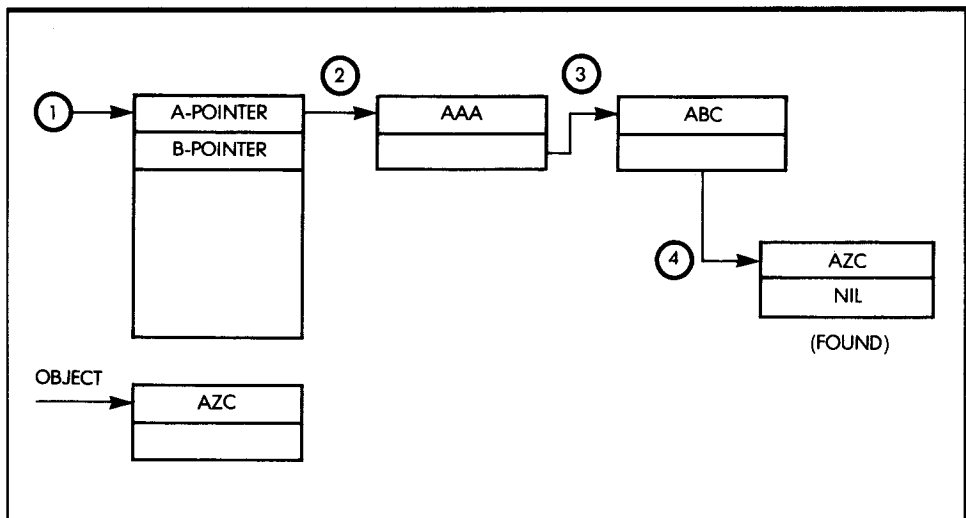 1
A-POINTER
B-POINTER
2
AAA
3
ABC
4
AZC
NIL
(FOUND)
OBJECT
AZC